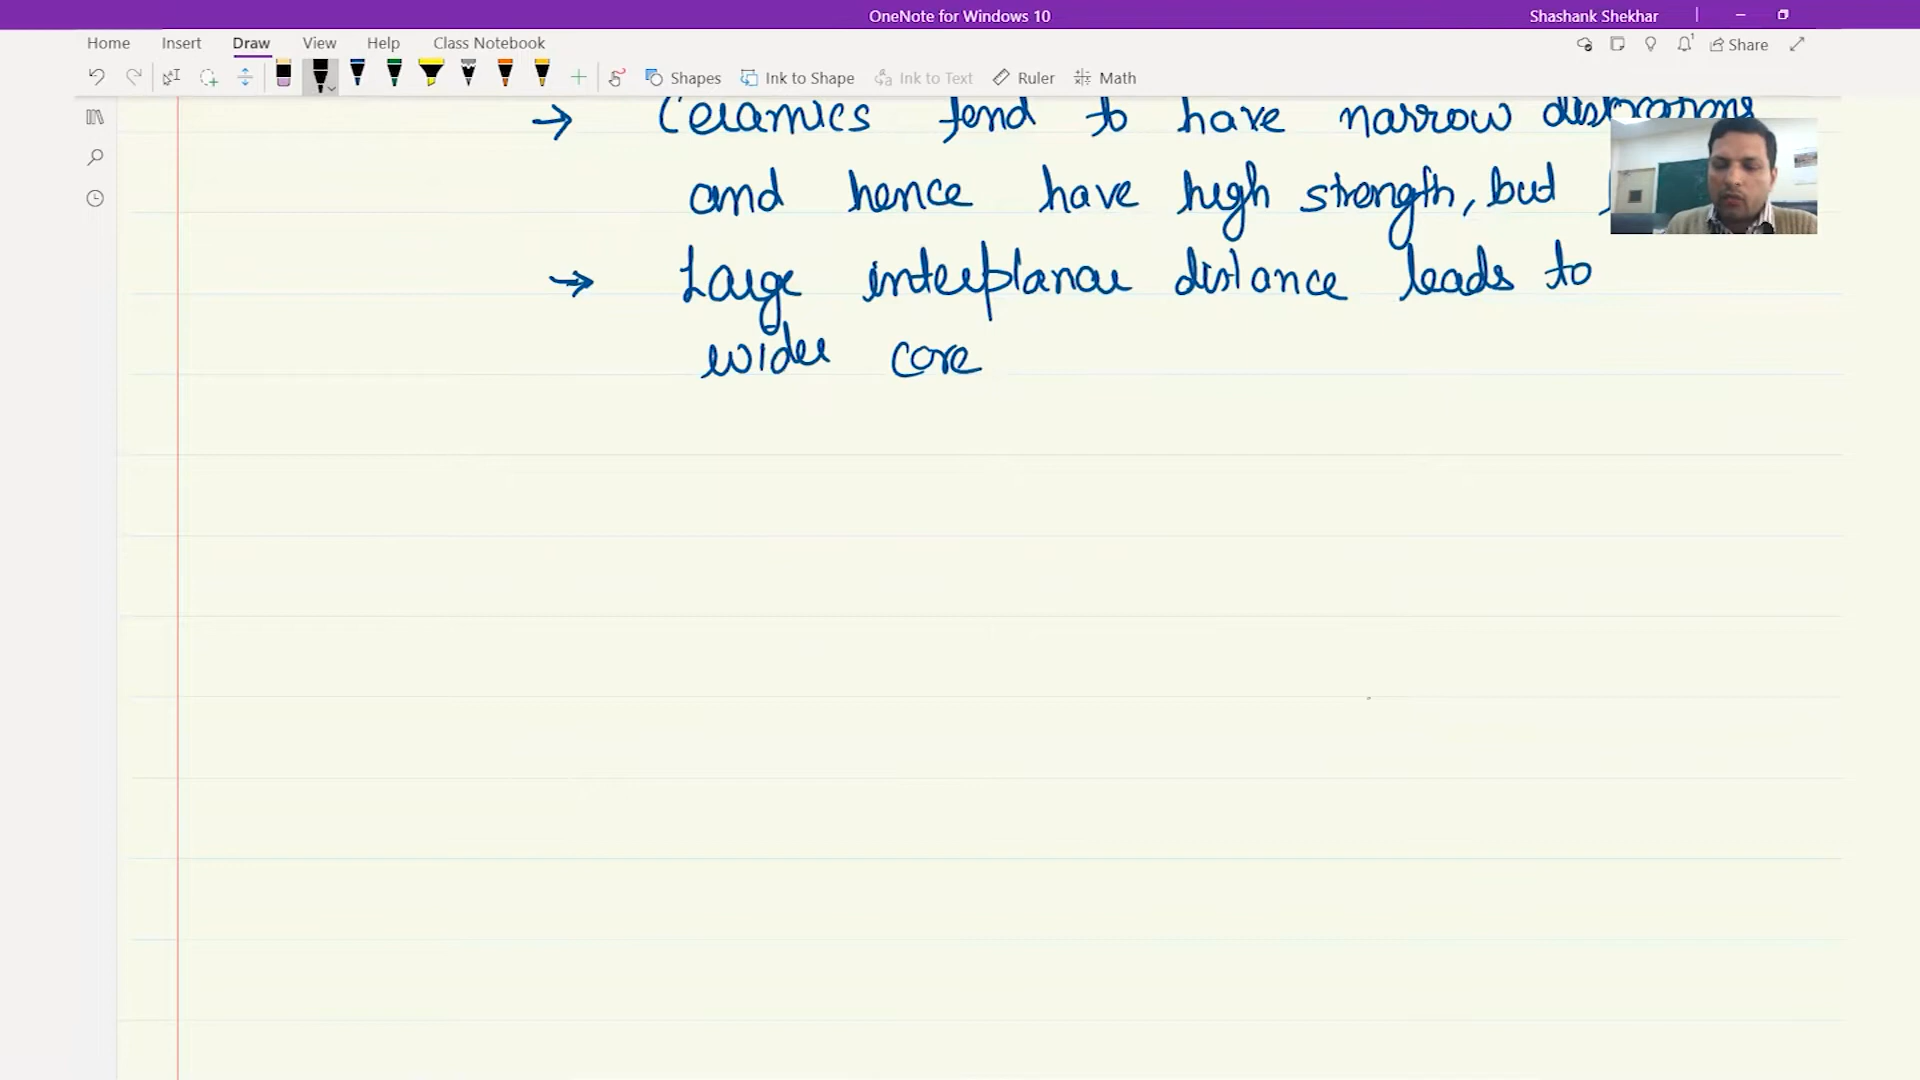 OneNote for Windows 10
Shashank Shekhar
Home Insert Draw View Help Class Notebook
Share
Shapes Ink to Shape Ink to Text Ruler Math
→ Ceramics tend to have narrow dislocations
and hence have high strength, but
→ Large interplanar distance leads to
wider core